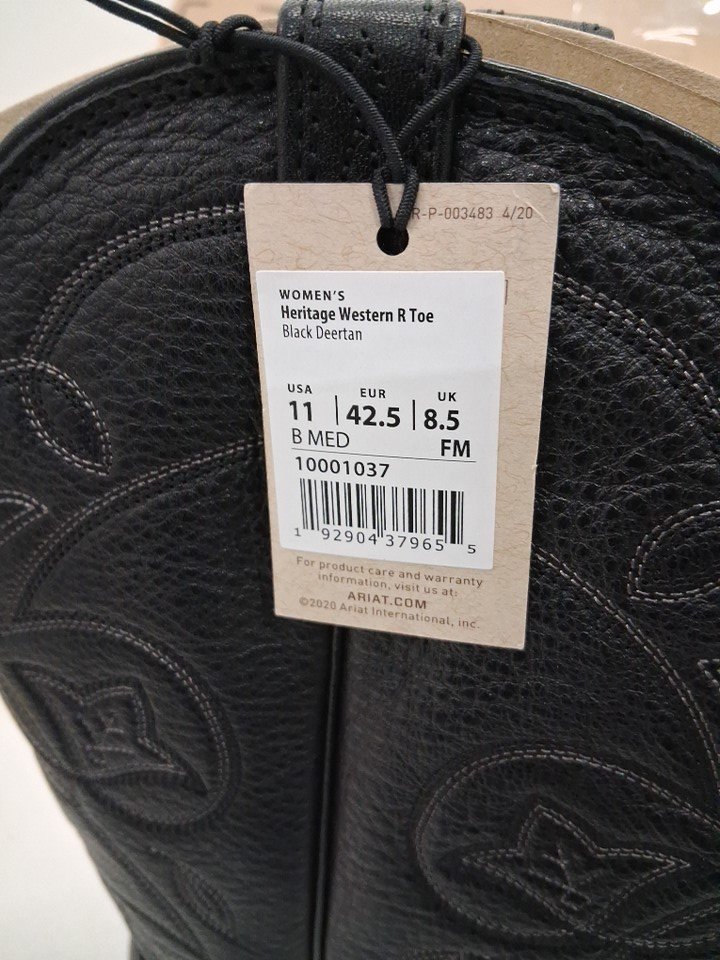 R-P-003483 4/20
WOMEN'S
Heritage Western R Toe
Black Deertan
USA EUR UK
11 | 42.5 | 8.5
B MED FM
10001037
1 92904 37965 5
For product care and warranty
information, visit us at:
ARIAT.COM
©2020 Ariat International, inc.